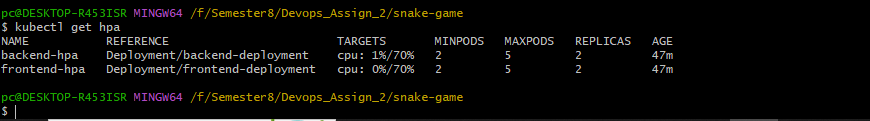 pc@DESKTOP-R453ISR MINGW64 /f/Semester8/Devops_Assign_2/snake-game
$ kubectl get hpa
NAME REFERENCE TARGETS MINPODS MAXPODS REPLICAS AGE
backend-hpa Deployment/backend-deployment cpu: 1%/70% 2 5 2 47m
frontend-hpa Deployment/frontend-deployment cpu: 0%/70% 2 5 2 47m
pc@DESKTOP-R453ISR MINGW64 /f/Semester8/Devops_Assign_2/snake-game
$